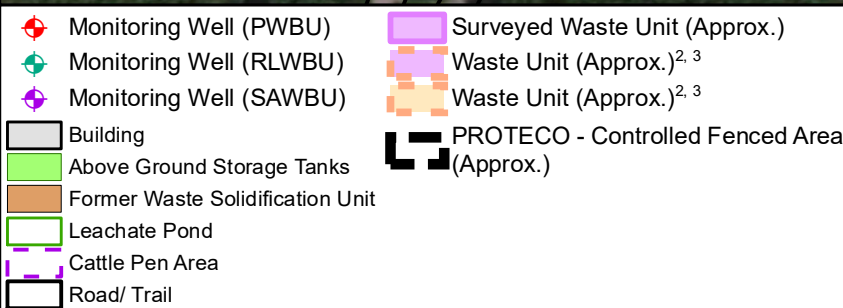 Monitoring Well (PWBU)
Monitoring Well (RLWBU)
Monitoring Well (SAWBU)
Building
Above Ground Storage Tanks
Former Waste Solidification Unit
Leachate Pond
Cattle Pen Area
Road/ Trail
Surveyed Waste Unit (Approx.)
Waste Unit (Approx.)2, 3
Waste Unit (Approx.)2, 3
PROTECO - Controlled Fenced Area
(Approx.)